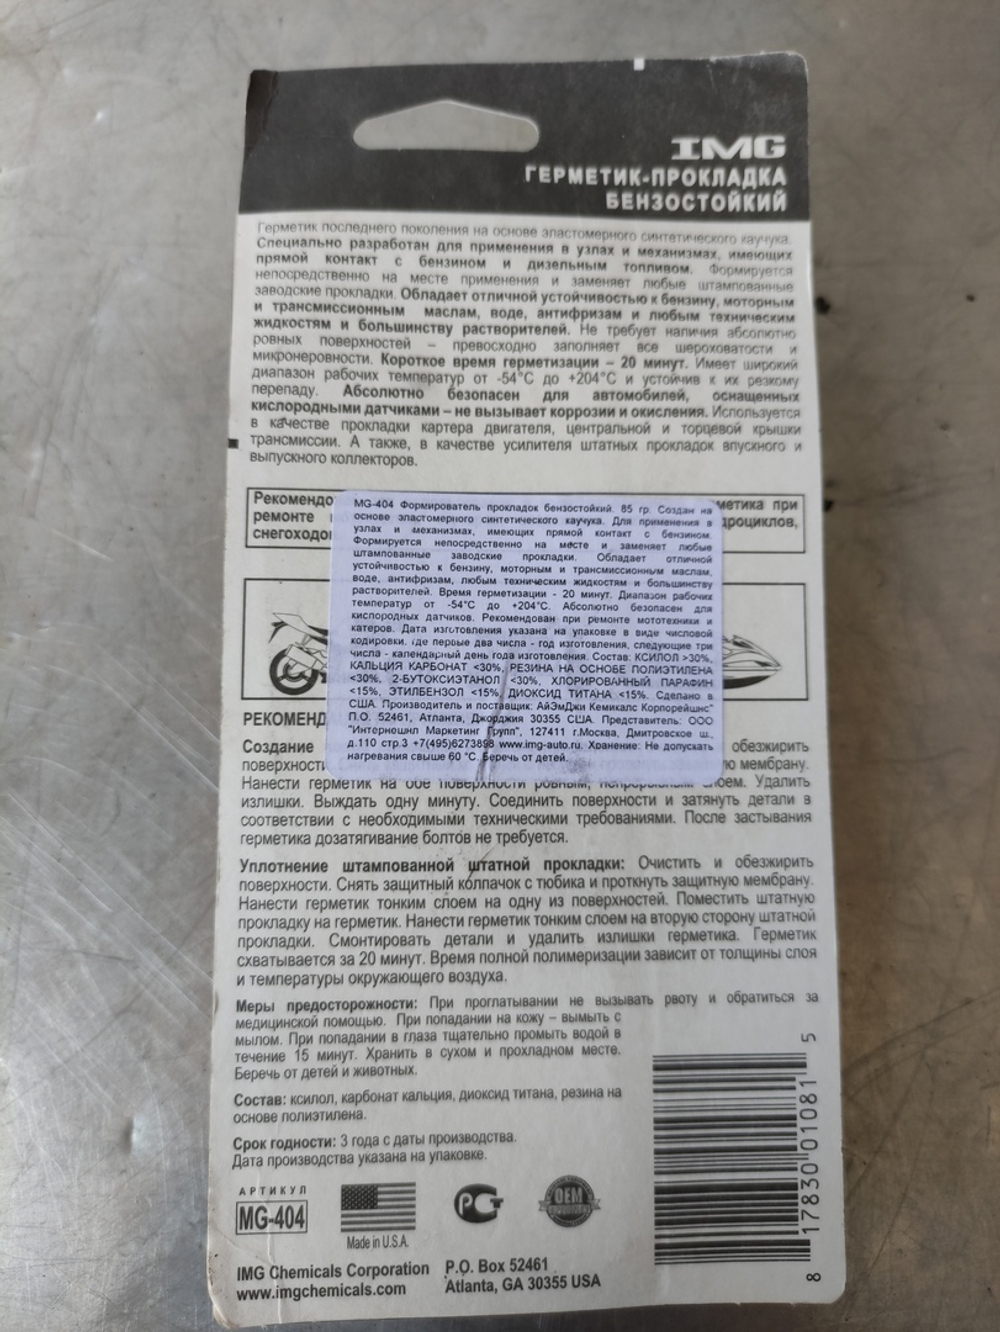 IMG
ГЕРМЕТИК-ПРОКЛАДКА
БЕНЗОСТОЙКИЙ
Герметик последнего поколения на основе эластомерного синтетического каучука.
Специально разработан для применения в узлах и механизмах, имеющих
прямой контакт с бензином и дизельным топливом. Формируется
непосредственно на месте применения и заменяет любые штампованные
заводские прокладки. Обладает отличной устойчивостью к бензину, моторным
и трансмиссионным маслам, воде, антифризам и любым техническим
жидкостям и большинству растворителей. Не требует наличия абсолютно
ровных поверхностей – превосходно заполняет все шероховатости и
микронеровности. Короткое время герметизации – 20 минут. Имеет широкий
диапазон рабочих температур от -54°С до +204°С и устойчив к их резкому
перепаду. Абсолютно безопасен для автомобилей, оснащенных
кислородными датчиками – не вызывает коррозии и окисления. Используется
в качестве прокладки картера двигателя, центральной и торцевой крышки
трансмиссии. А также, в качестве усилителя штатных прокладок впускного и
выпускного коллекторов.
Рекомендо метика при
ремонте дроциклов,
снегоходо
MG-404 Формирователь прокладок бензостойкий. 85 гр. Создан на
основе эластомерного синтетического каучука. Для применения в
узлах и механизмах, имеющих прямой контакт с бензином.
Формируется непосредственно на месте и заменяет любые
штампованные заводские прокладки. Обладает отличной
устойчивостью к бензину, моторным и трансмиссионным маслам,
воде, антифризам, любым техническим жидкостям и большинству
растворителей. Время герметизации - 20 минут. Диапазон рабочих
температур от -54°С до +204°С. Абсолютно безопасен для
кислородных датчиков. Рекомендован при ремонте мототехники и
катеров. Дата изготовления указана на упаковке в виде числовой
кодировки, где первые два числа - год изготовления, следующие три
числа - календарный день года изготовления. Состав: КСИЛОЛ >30%,
КАЛЬЦИЯ КАРБОНАТ <30%, РЕЗИНА НА ОСНОВЕ ПОЛИЭТИЛЕНА
<30%, 2-БУТОКСИЭТАНОЛ <30%, ХЛОРИРОВАННЫЙ ПАРАФИН
<15%, ЭТИЛБЕНЗОЛ <15%, ДИОКСИД ТИТАНА <15%. Сделано в
США. Производитель и поставщик: АйЭмДжи Кемикалс Корпорейшнс"
П.О. 52461, Атланта, Джорджия 30355 США. Представитель: ООО
"Интернешнл Маркетинг Групп", 127411 г.Москва, Дмитровское ш.,
д.110 стр.3 +7(495)6273898 www.img-auto.ru. Хранение: Не допускать
нагревания свыше 60 °С. Беречь от детей.
РЕКОМЕНД
Создание обезжирить
поверхности ю мембрану.
Нанести герметик на обе поверхности ровным, непрерывным слоем. Удалить
излишки. Выждать одну минуту. Соединить поверхности и затянуть детали в
соответствии с необходимыми техническими требованиями. После застывания
герметика дозатягивание болтов не требуется.
Уплотнение штампованной штатной прокладки: Очистить и обезжирить
поверхности. Снять защитный колпачок с тюбика и проткнуть защитную мембрану.
Нанести герметик тонким слоем на одну из поверхностей. Поместить штатную
прокладку на герметик. Нанести герметик тонким слоем на вторую сторону штатной
прокладки. Смонтировать детали и удалить излишки герметика. Герметик
схватывается за 20 минут. Время полной полимеризации зависит от толщины слоя
и температуры окружающего воздуха.
Меры предосторожности: При проглатывании не вызывать рвоту и обратиться за
медицинской помощью. При попадании на кожу – вымыть с
мылом. При попадании в глаза тщательно промыть водой в
течение 15 минут. Хранить в сухом и прохладном месте.
Беречь от детей и животных.
Состав: ксилол, карбонат кальция, диоксид титана, резина на
основе полиэтилена.
Срок годности: 3 года с даты производства.
Дата производства указана на упаковке.
АРТИКУЛ
MG-404
Made in U.S.A.
РСТ
OEM
IMG Chemicals Corporation
www.imgchemicals.com
P.O. Box 52461
Atlanta, GA 30355 USA
8 17830 01081 5